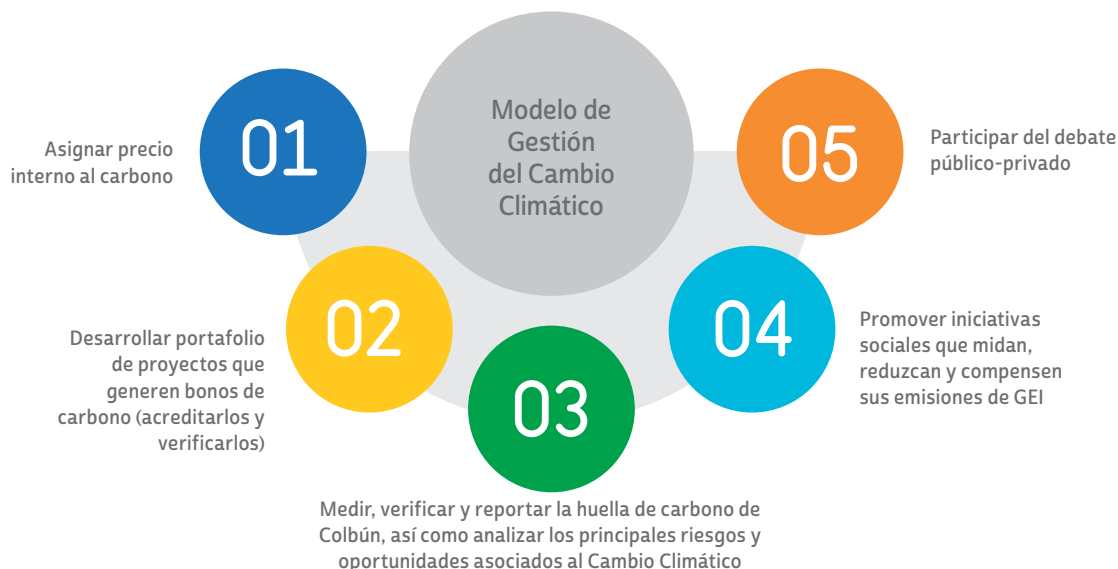 Modelo de
Gestión
del Cambio
Climático
01
Asignar precio
interno al carbono
02
Desarrollar portafolio
de proyectos que
generen bonos de
carbono (acreditarlos y
verificarlos)
03
Medir, verificar y reportar la huella de carbono de
Colbún, así como analizar los principales riesgos y
oportunidades asociados al Cambio Climático
04
Promover iniciativas
sociales que midan,
reduzcan y compensen
sus emisiones de GEI
05
Participar del debate
público-privado